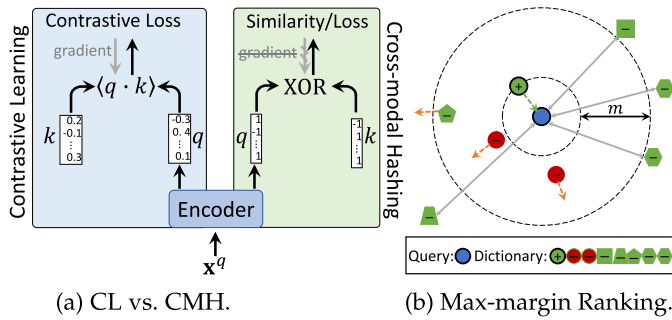 Contrastive Learning
Contrastive Loss
gradient
⟨q · k⟩
k
0.2
-0.1
⋮
0.3
-0.3
0.4
⋮
0.1
q
Similarity/Loss
gradient
XOR
q
1
-1
⋮
1
-1
1
⋮
1
k
Cross-modal Hashing
Encoder
x^q
(a) CL vs. CMH.
+
−
−
−
−
−
−
−
−
m
Query: Dictionary: + − − − − − − −
(b) Max-margin Ranking.